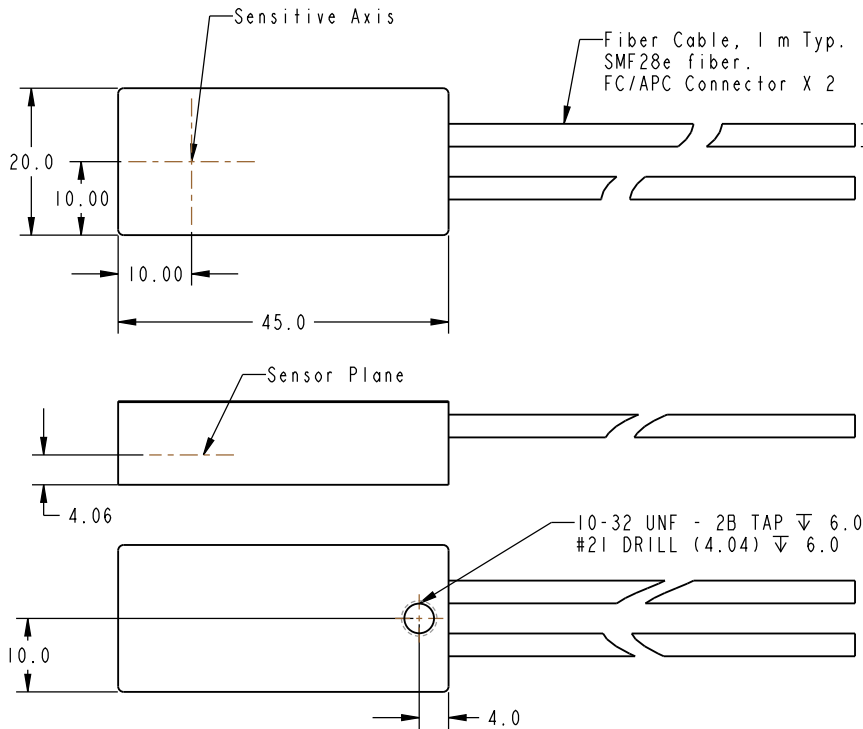 Sensitive Axis
Fiber Cable, 1 m Typ.
SMF28e fiber.
FC/APC Connector X 2
20.0
10.00
10.00
45.0
Sensor Plane
4.06
10-32 UNF - 2B TAP ↧ 6.0
#21 DRILL (4.04) ↧ 6.0
10.0
4.0